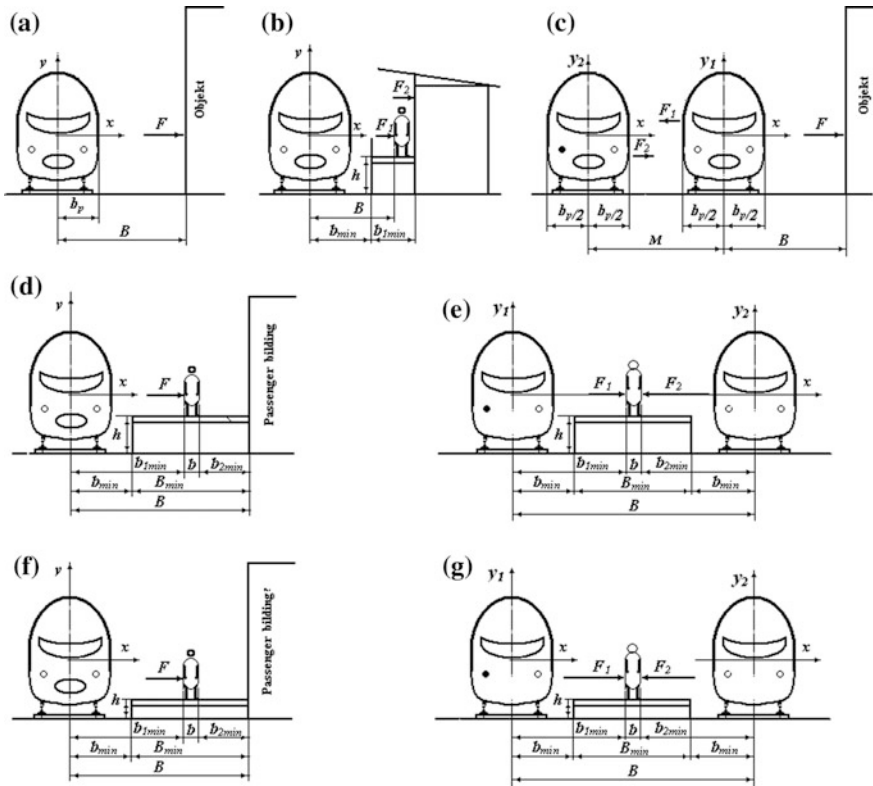 (a)
y
x
F
Objekt
b_p
B
(b)
y
x
F_1
F_2
h
B
b_min
b_1min
(c)
y_2
y_1
x
x
F_1
F_2
F
Objekt
b_p/2
b_p/2
b_p/2
b_p/2
M
B
(d)
y
x
F
Passenger bilding
h
b_1min
b
b_2min
b_min
B_min
B
(e)
y_1
y_2
x
F_1
F_2
h
b_1min
b
b_2min
b_min
B_min
b_min
B
(f)
y
x
F
Passenger bilding?
h
b_1min
b
b_2min
b_min
B_min
B
(g)
y_1
y_2
x
x
F_1
F_2
h
b_1min
b
b_2min
b_min
B_min
b_min
B